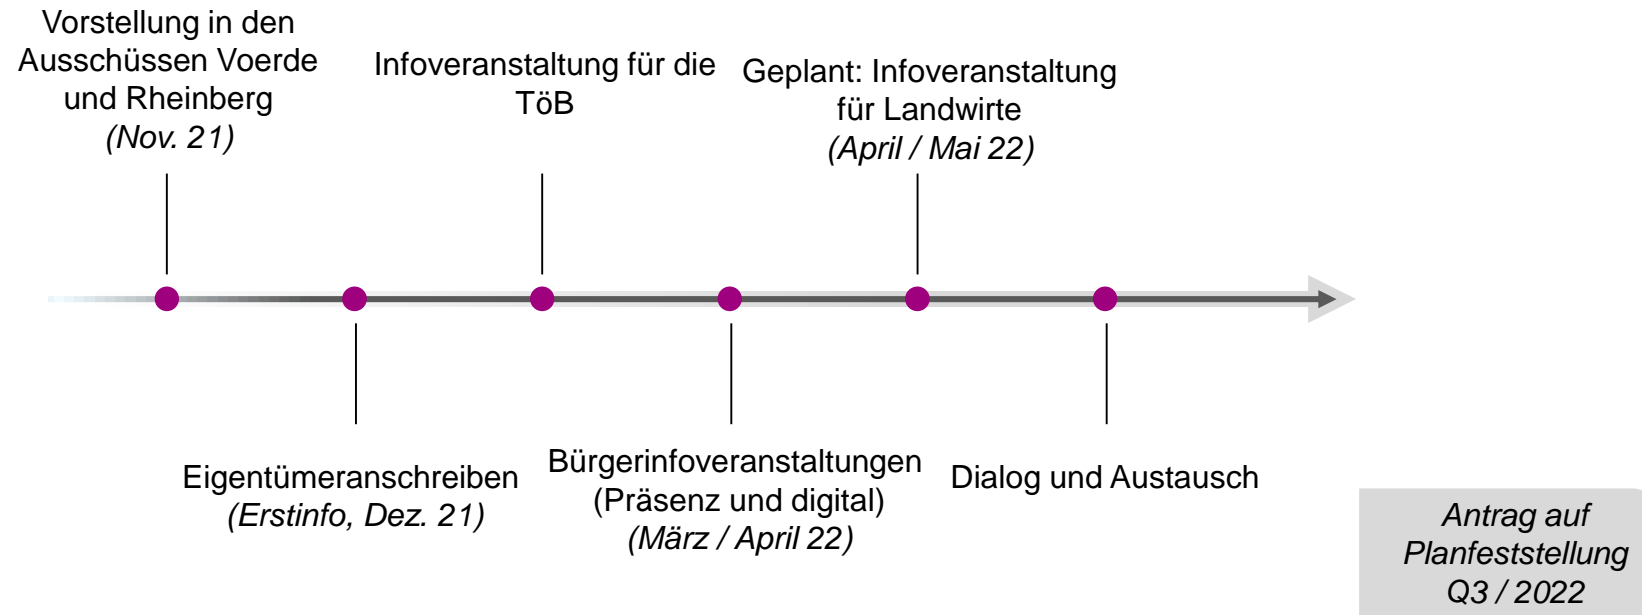 Vorstellung in den
Ausschüssen Voerde
und Rheinberg
(Nov. 21)
Infoveranstaltung für die
TöB
Geplant: Infoveranstaltung
für Landwirte
(April / Mai 22)
Eigentümeranschreiben
(Erstinfo, Dez. 21)
Bürgerinfoveranstaltungen
(Präsenz und digital)
(März / April 22)
Dialog und Austausch
Antrag auf
Planfeststellung
Q3 / 2022